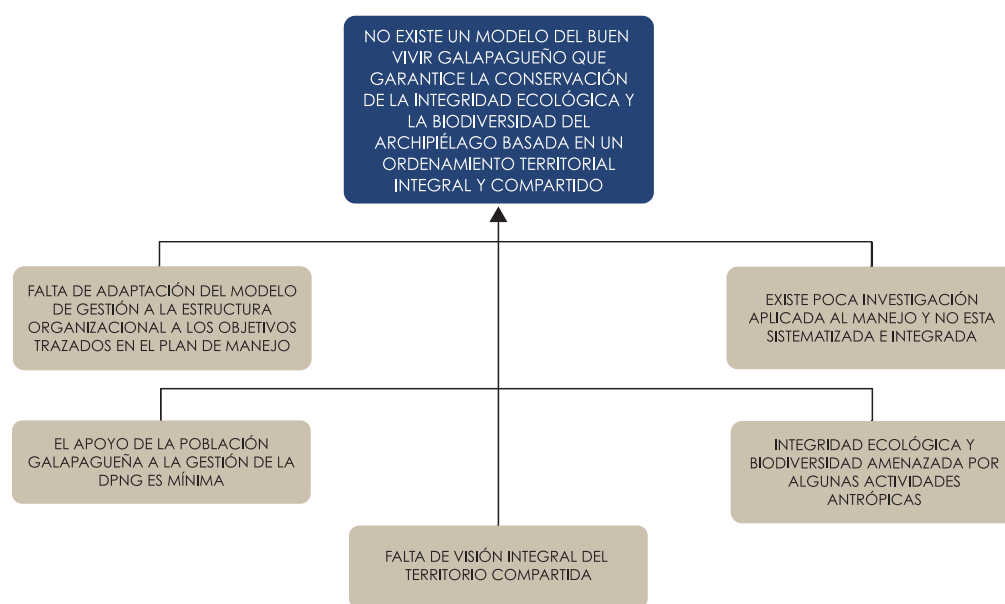 NO EXISTE UN MODELO DEL BUEN
VIVIR GALAPAGUEÑO QUE
GARANTICE LA CONSERVACIÓN
DE LA INTEGRIDAD ECOLÓGICA Y
LA BIODIVERSIDAD DEL
ARCHIPIÉLAGO BASADA EN UN
ORDENAMIENTO TERRITORIAL
INTEGRAL Y COMPARTIDO
FALTA DE ADAPTACIÓN DEL MODELO
DE GESTIÓN A LA ESTRUCTURA
ORGANIZACIONAL A LOS OBJETIVOS
TRAZADOS EN EL PLAN DE MANEJO
EXISTE POCA INVESTIGACIÓN
APLICADA AL MANEJO Y NO ESTA
SISTEMATIZADA E INTEGRADA
EL APOYO DE LA POBLACIÓN
GALAPAGUEÑA A LA GESTIÓN DE LA
DPNG ES MÍNIMA
INTEGRIDAD ECOLÓGICA Y
BIODIVERSIDAD AMENAZADA POR
ALGUNAS ACTIVIDADES
ANTRÓPICAS
FALTA DE VISIÓN INTEGRAL DEL
TERRITORIO COMPARTIDA